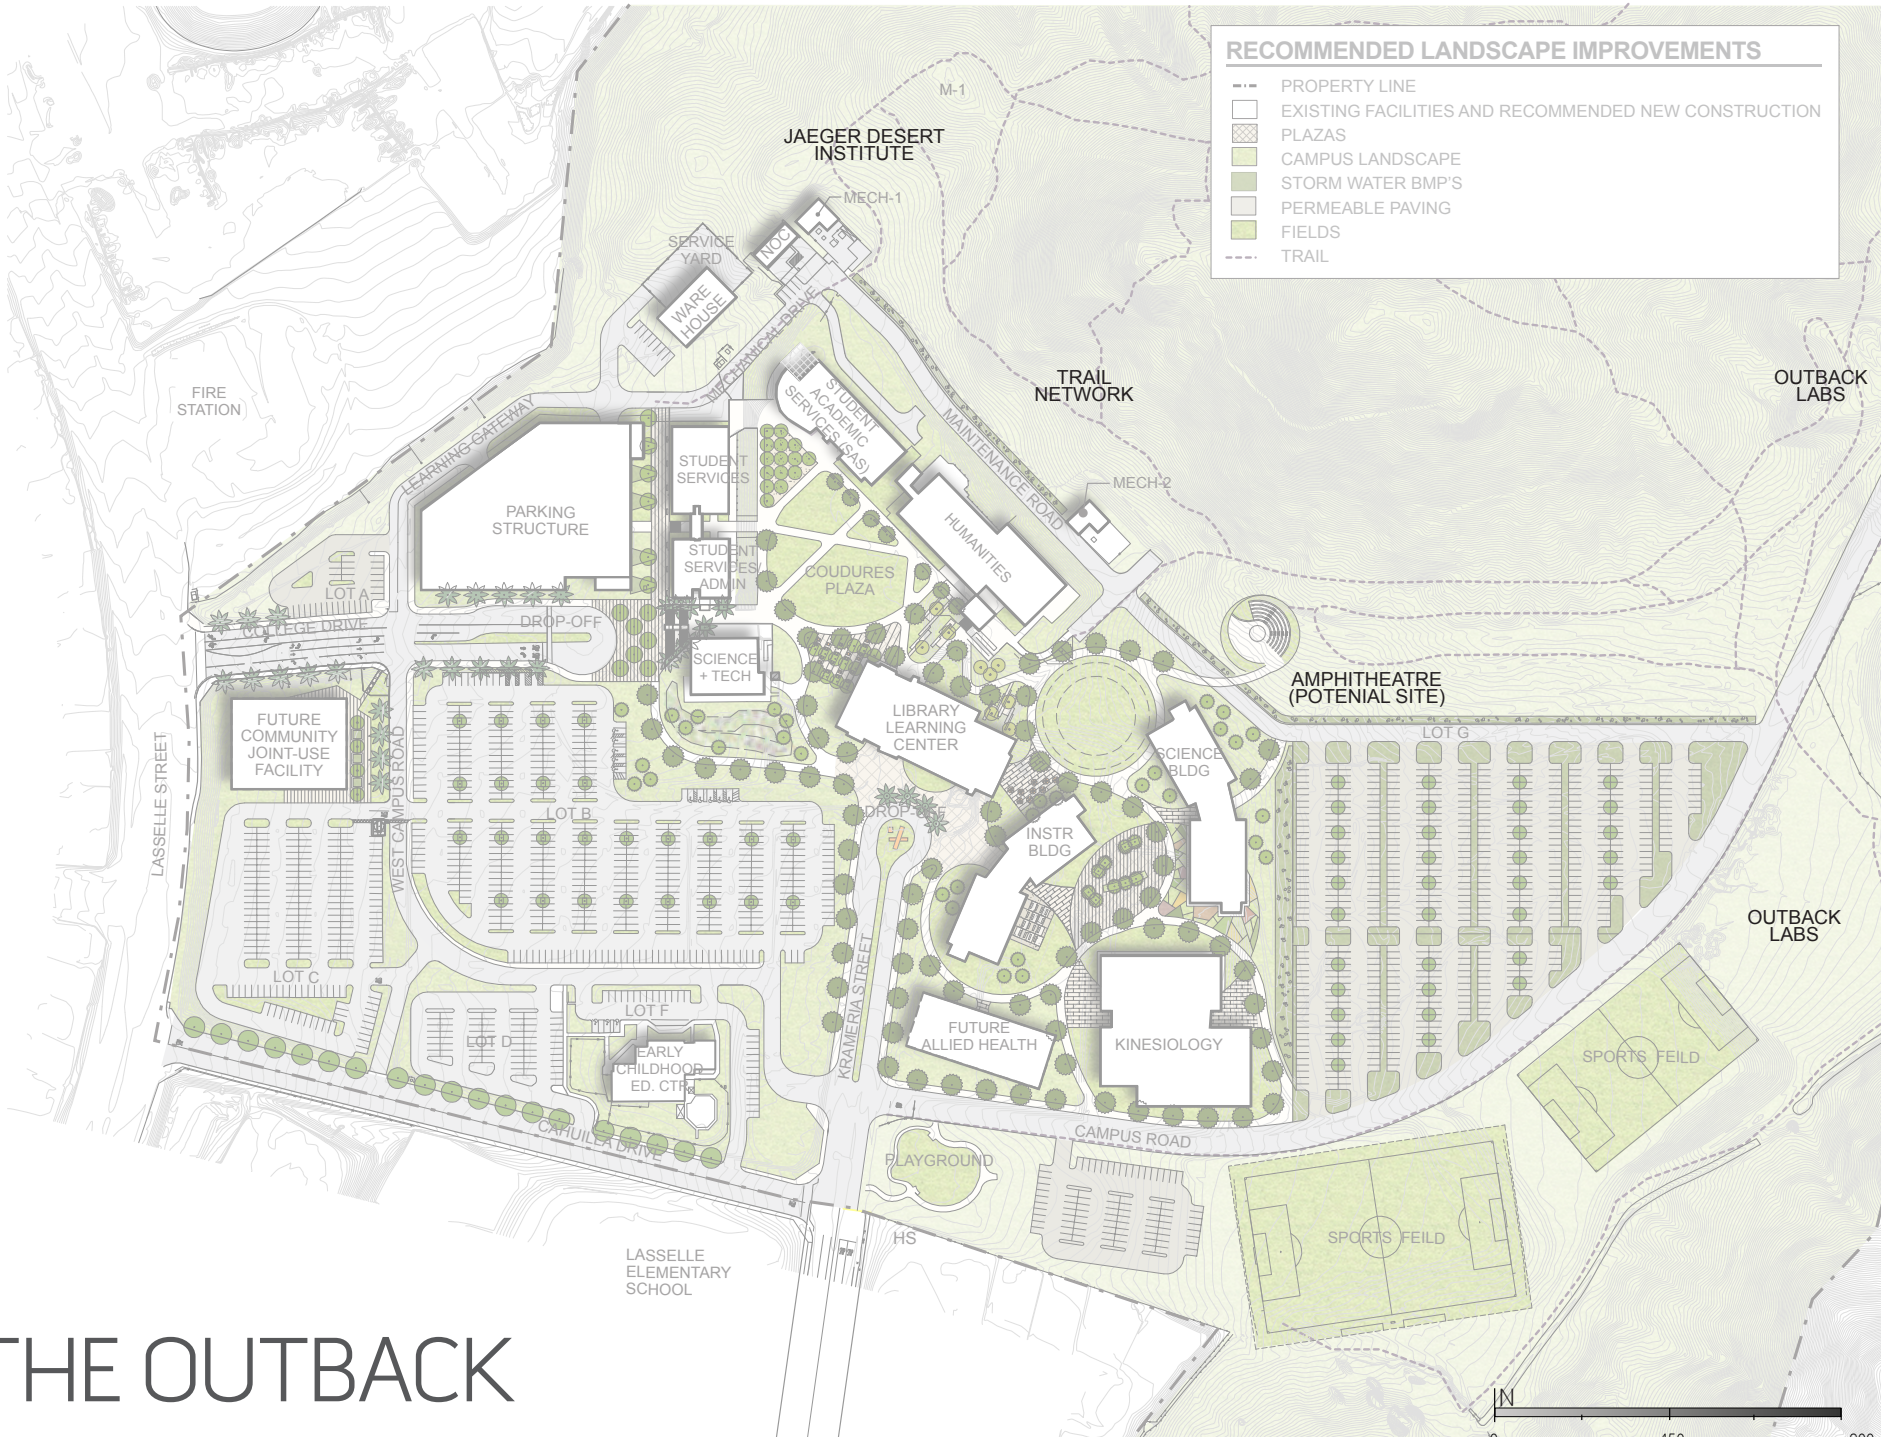 RECOMMENDED LANDSCAPE IMPROVEMENTS
PROPERTY LINE
EXISTING FACILITIES AND RECOMMENDED NEW CONSTRUCTION
PLAZAS
CAMPUS LANDSCAPE
STORM WATER BMP'S
PERMEABLE PAVING
FIELDS
TRAIL
M-1
JAEGER DESERT
INSTITUTE
MECH-1
SERVICE
YARD
NOC
WARE
HOUSE
MECHANICAL DRIVE
FIRE
STATION
LEARNING GATEWAY
STUDENT
ACADEMIC
SERVICES (SAS)
TRAIL
NETWORK
OUTBACK
LABS
MAINTENANCE ROAD
MECH-2
STUDENT
SERVICES
PARKING
STRUCTURE
HUMANITIES
STUDENT
SERVICES/
ADMIN
COUDURES
PLAZA
LOT A
COLLEGE DRIVE
DROP-OFF
SCIENCE
+ TECH
AMPHITHEATRE
(POTENIAL SITE)
LIBRARY
LEARNING
CENTER
FUTURE
COMMUNITY
JOINT-USE
FACILITY
LASSELLE STREET
WEST CAMPUS ROAD
LOT G
SCIENCE
BLDG
LOT B
DROP-OFF
INSTR
BLDG
OUTBACK
LABS
LOT C
KRAMERIA STREET
LOT F
LOT D
EARLY
CHILDHOOD
ED. CTR
FUTURE
ALLIED HEALTH
KINESIOLOGY
SPORTS FEILD
CAHUILLA DRIVE
CAMPUS ROAD
PLAYGROUND
HS
SPORTS FEILD
LASSELLE
ELEMENTARY
SCHOOL
THE OUTBACK
N
0 450 900